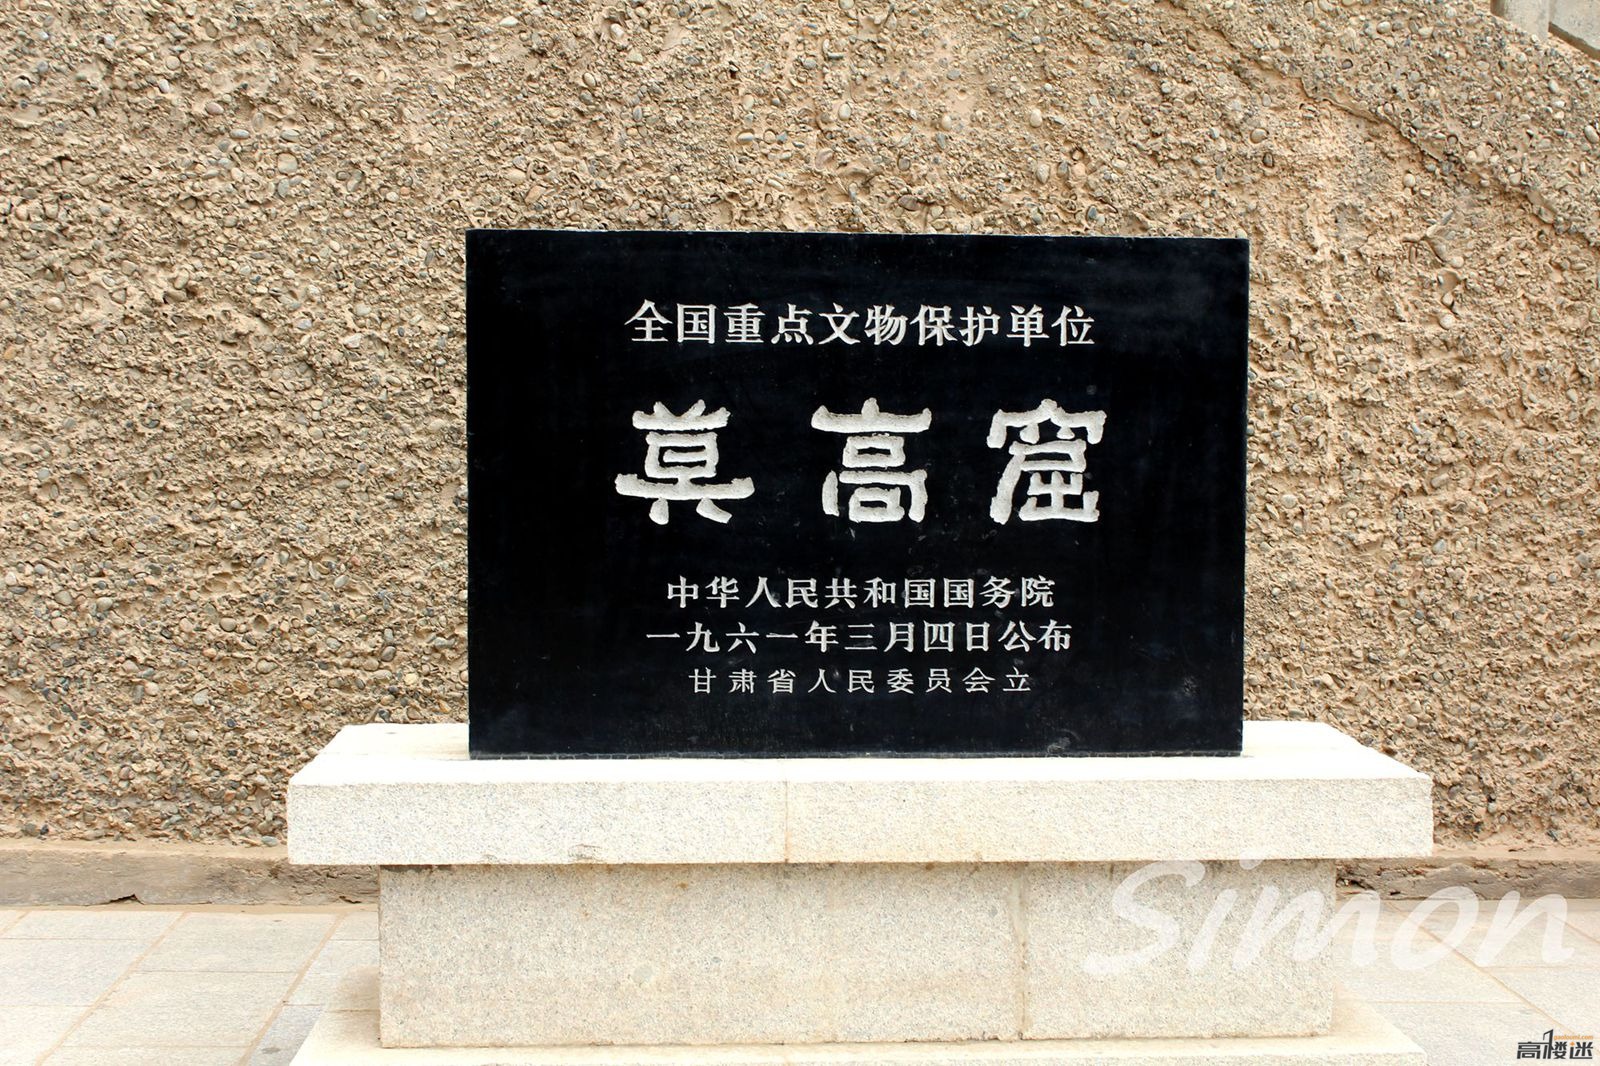 全国重点文物保护单位
莫高窟
中华人民共和国国务院
一九六一年三月四日公布
甘肃省人民委员会立
Simon
高楼迷